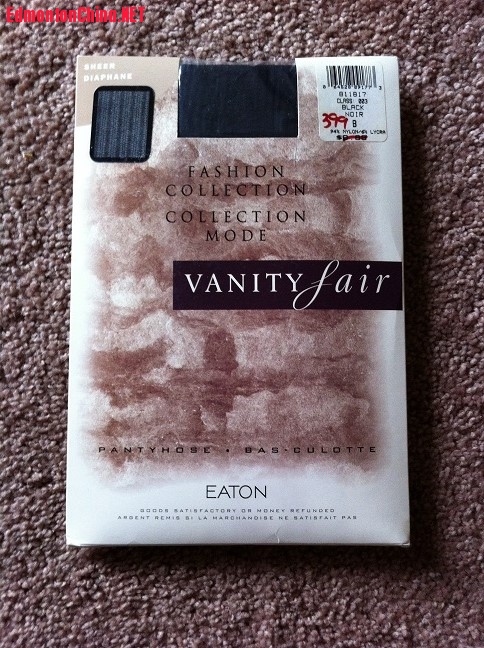 EdmontonChina.NET
SHEER
DIAPHANE
811817
CLASS: 003
BLACK
NOIR
399 B
FASHION
COLLECTION
COLLECTION
MODE
VANITY fair
PANTYHOSE • BAS-CULOTTE
EATON
GOODS SATISFACTORY OR MONEY REFUNDED
ARGENT REMIS SI LA MARCHANDISE NE SATISFAIT PAS